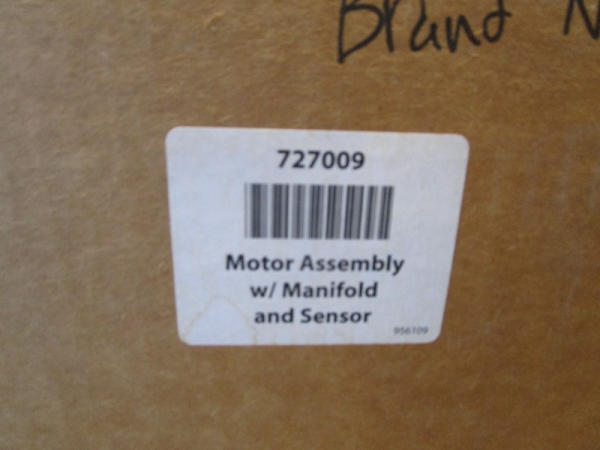 Brand
727009
Motor Assembly
w/ Manifold
and Sensor
956109